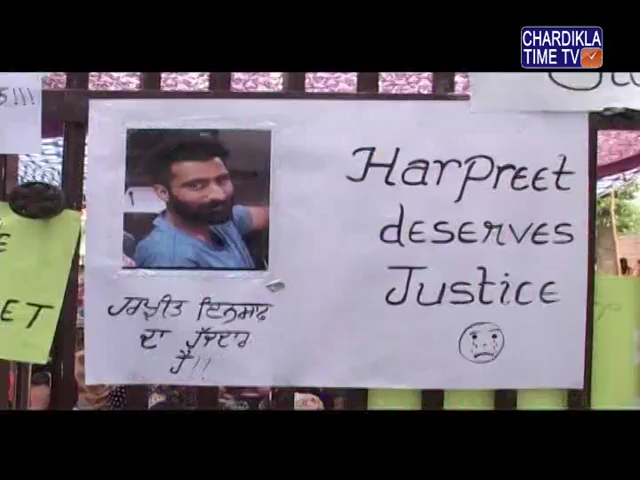 CHARDIKLA
TIME TV
!!!
Harpreet
deserves
Justice
ਹਰਪ੍ਰੀਤ ਇਨਸਾਫ਼
ਦਾ ਹੱਕਦਾਰ
ਹੈ!!
E
ET